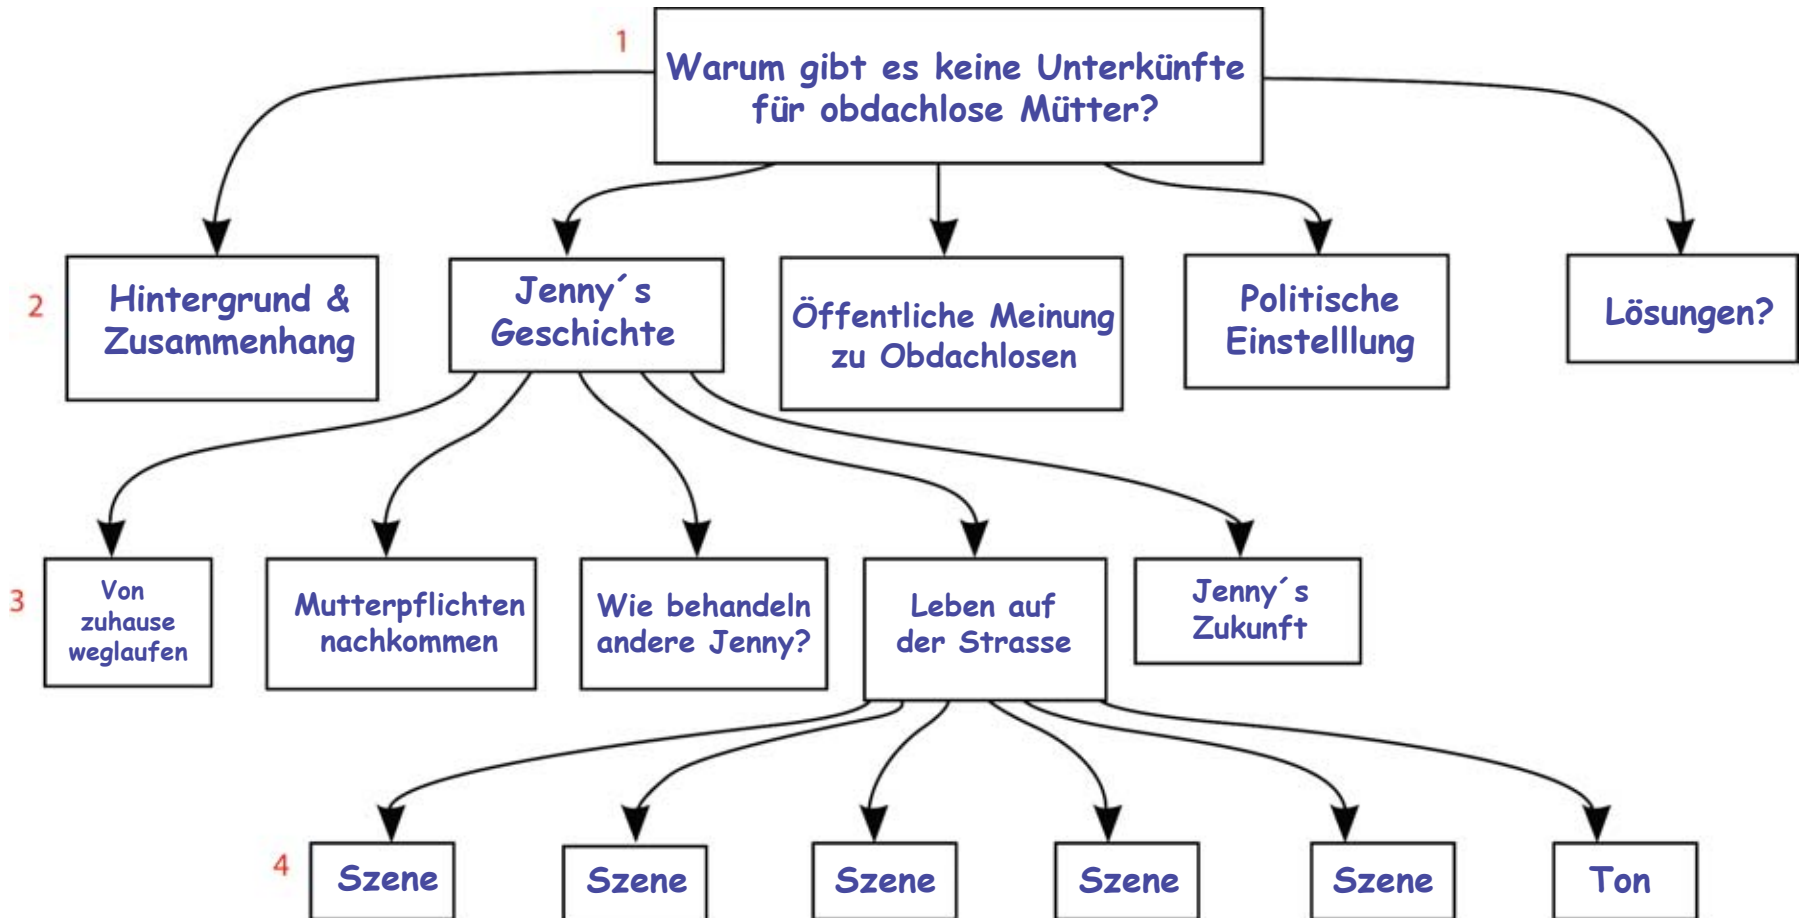 1
Warum gibt es keine Unterkünfte
für obdachlose Mütter?
2
Hintergrund &
Zusammenhang
Jenny´s
Geschichte
Öffentliche Meinung
zu Obdachlosen
Politische
Einstelllung
Lösungen?
3
Von
zuhause
weglaufen
Mutterpflichten
nachkommen
Wie behandeln
andere Jenny?
Leben auf
der Strasse
Jenny´s
Zukunft
4
Szene
Szene
Szene
Szene
Szene
Ton